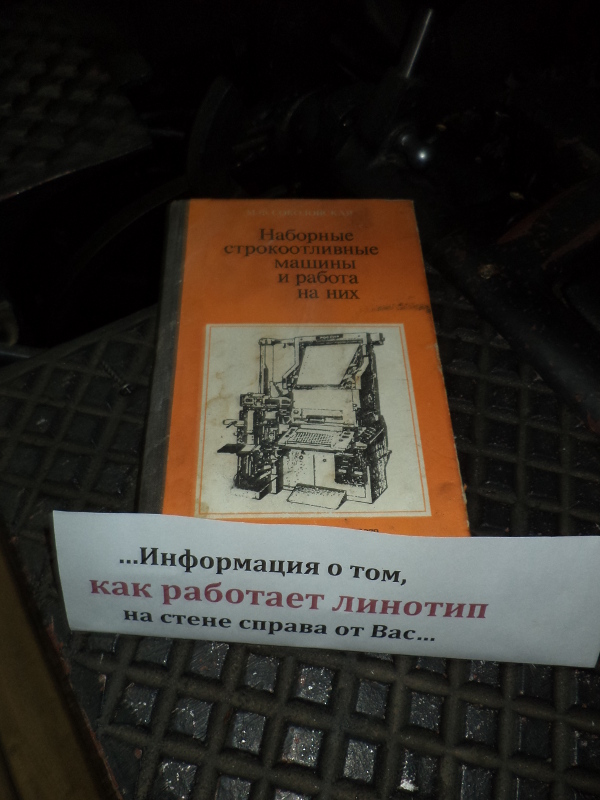 Наборные
строкоотливные
машины
и работа
на них
...Информация о том,
как работает линотип
на стене справа от Вас...